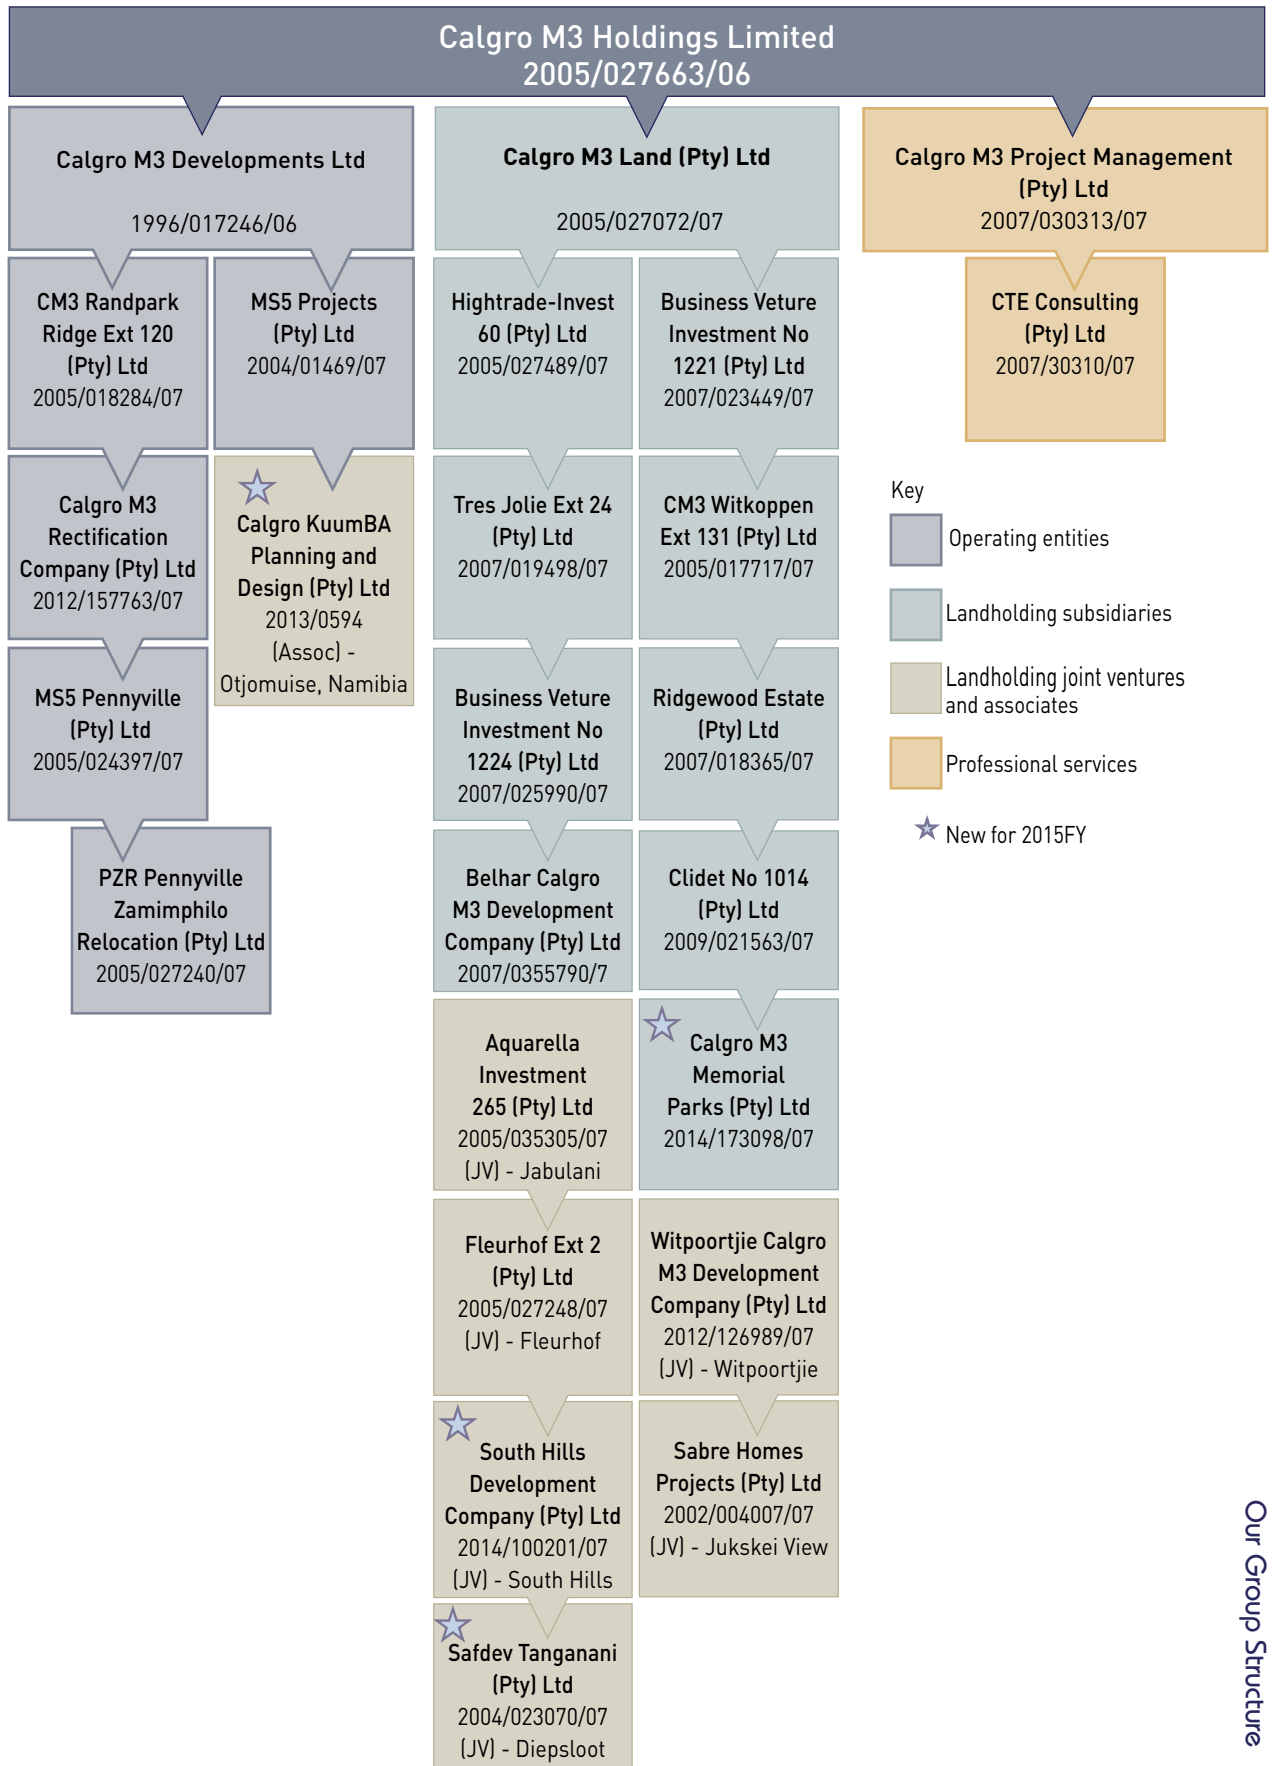 Calgro M3 Holdings Limited
2005/027663/06
Calgro M3 Developments Ltd
1996/017246/06
CM3 Randpark
Ridge Ext 120
(Pty) Ltd
2005/018284/07
MS5 Projects
(Pty) Ltd
2004/01469/07
Calgro M3
Rectification
Company (Pty) Ltd
2012/157763/07
Calgro KuumBA
Planning and
Design (Pty) Ltd
2013/0594
(Assoc) -
Otjomuise, Namibia
MS5 Pennyville
(Pty) Ltd
2005/024397/07
PZR Pennyville
Zamimphilo
Relocation (Pty) Ltd
2005/027240/07
Calgro M3 Land (Pty) Ltd
2005/027072/07
Hightrade-Invest
60 (Pty) Ltd
2005/027489/07
Business Veture
Investment No
1221 (Pty) Ltd
2007/023449/07
Tres Jolie Ext 24
(Pty) Ltd
2007/019498/07
CM3 Witkoppen
Ext 131 (Pty) Ltd
2005/017717/07
Business Veture
Investment No
1224 (Pty) Ltd
2007/025990/07
Ridgewood Estate
(Pty) Ltd
2007/018365/07
Belhar Calgro
M3 Development
Company (Pty) Ltd
2007/0355790/7
Clidet No 1014
(Pty) Ltd
2009/021563/07
Aquarella
Investment
265 (Pty) Ltd
2005/035305/07
(JV) - Jabulani
Calgro M3
Memorial
Parks (Pty) Ltd
2014/173098/07
Fleurhof Ext 2
(Pty) Ltd
2005/027248/07
(JV) - Fleurhof
Witpoortjie Calgro
M3 Development
Company (Pty) Ltd
2012/126989/07
(JV) - Witpoortjie
South Hills
Development
Company (Pty) Ltd
2014/100201/07
(JV) - South Hills
Sabre Homes
Projects (Pty) Ltd
2002/004007/07
(JV) - Jukskei View
Safdev Tanganani
(Pty) Ltd
2004/023070/07
(JV) - Diepsloot
Calgro M3 Project Management
(Pty) Ltd
2007/030313/07
CTE Consulting
(Pty) Ltd
2007/30310/07
Key
Operating entities
Landholding subsidiaries
Landholding joint ventures
and associates
Professional services
New for 2015FY
Our Group Structure